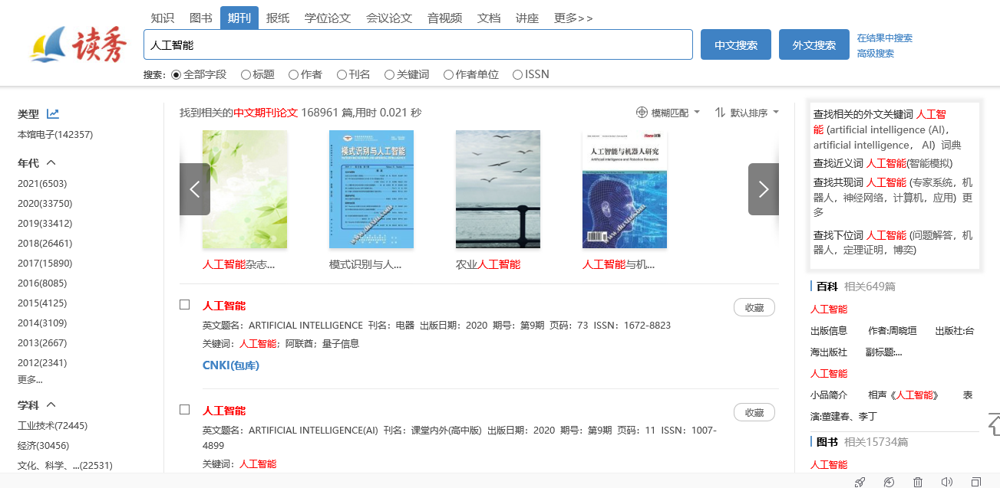 读秀
知识 图书 期刊 报纸 学位论文 会议论文 音视频 文档 讲座 更多>>
人工智能 中文搜索 外文搜索 在结果中搜索
高级搜索
搜索: 全部字段 标题 作者 刊名 关键词 作者单位 ISSN
类型
本馆电子(142357)
年代
2021(6503)
2020(33750)
2019(33412)
2018(26461)
2017(15890)
2016(8085)
2015(4125)
2014(3109)
2013(2667)
2012(2341)
更多...
学科
工业技术(72445)
经济(30456)
文化、科学、...(22531)
找到相关的中文期刊论文 168961 篇,用时 0.021 秒 模糊匹配 默认排序
模式识别与人工智能
人工智能与机器人研究
Artificial Intelligence and Robotics Research
www.duxiu.com
www.duxiu.com
人工智能杂志... 模式识别与人... 农业人工智能 人工智能与机...
人工智能 收藏
英文题名：ARTIFICIAL INTELLIGENCE 刊名：电器 出版日期：2020 期号：第9期 页码：73 ISSN：1672-8823
关键词：人工智能；阿联酋；量子信息
CNKI(包库)
人工智能 收藏
英文题名：ARTIFICIAL INTELLIGENCE(AI) 刊名：课堂内外(高中版) 出版日期：2020 期号：第9期 页码：11 ISSN：1007-
4899
关键词：人工智能
查找相关的外文关键词 人工智
能 (artificial intelligence (AI),
artificial intelligence， AI) 词典
查找近义词 人工智能(智能模拟)
查找共现词 人工智能 (专家系统，机
器人，神经网络，计算机，应用) 更
多
查找下位词 人工智能 (问题解答，机
器人，定理证明，博奕)
百科 相关649篇
人工智能
出版信息 作者:周晓垣 出版社:台
海出版社 副标题:...
人工智能
小品简介 相声《人工智能》 表
演:董建春、李丁
图书 相关15734篇
人工智能